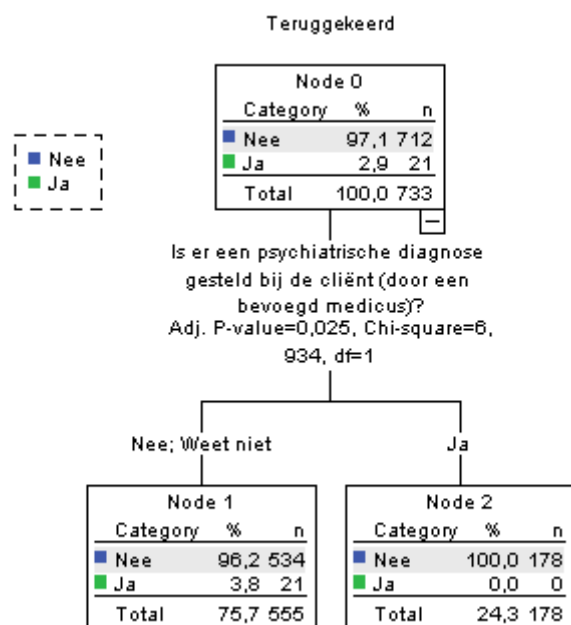 Teruggekeerd
Node 0
Category % n
Nee 97,1 712
Ja 2,9 21
Total 100,0 733
Nee
Ja
Is er een psychiatrische diagnose
gesteld bij de cliënt (door een
bevoegd medicus)?
Adj. P-value=0,025, Chi-square=6,
934, df=1
Nee; Weet niet
Ja
Node 1
Category % n
Nee 96,2 534
Ja 3,8 21
Total 75,7 555
Node 2
Category % n
Nee 100,0 178
Ja 0,0 0
Total 24,3 178